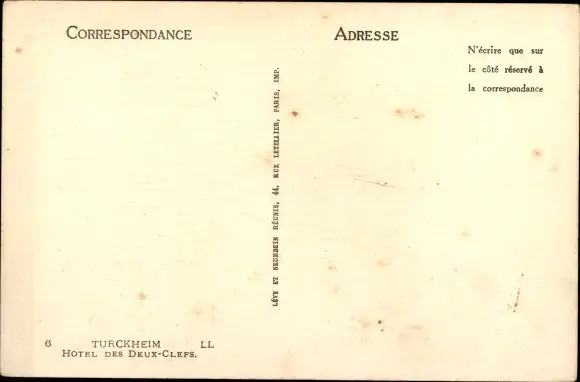 CORRESPONDANCE
ADRESSE
N'écrire que sur
le côté réservé à
la correspondance
LÉVY ET NEURDEIN RÉUNIS, 44, RUE LETELLIER, PARIS, IMP.
6 TURCKHEIM LL
HOTEL DES DEUX-CLEFS.